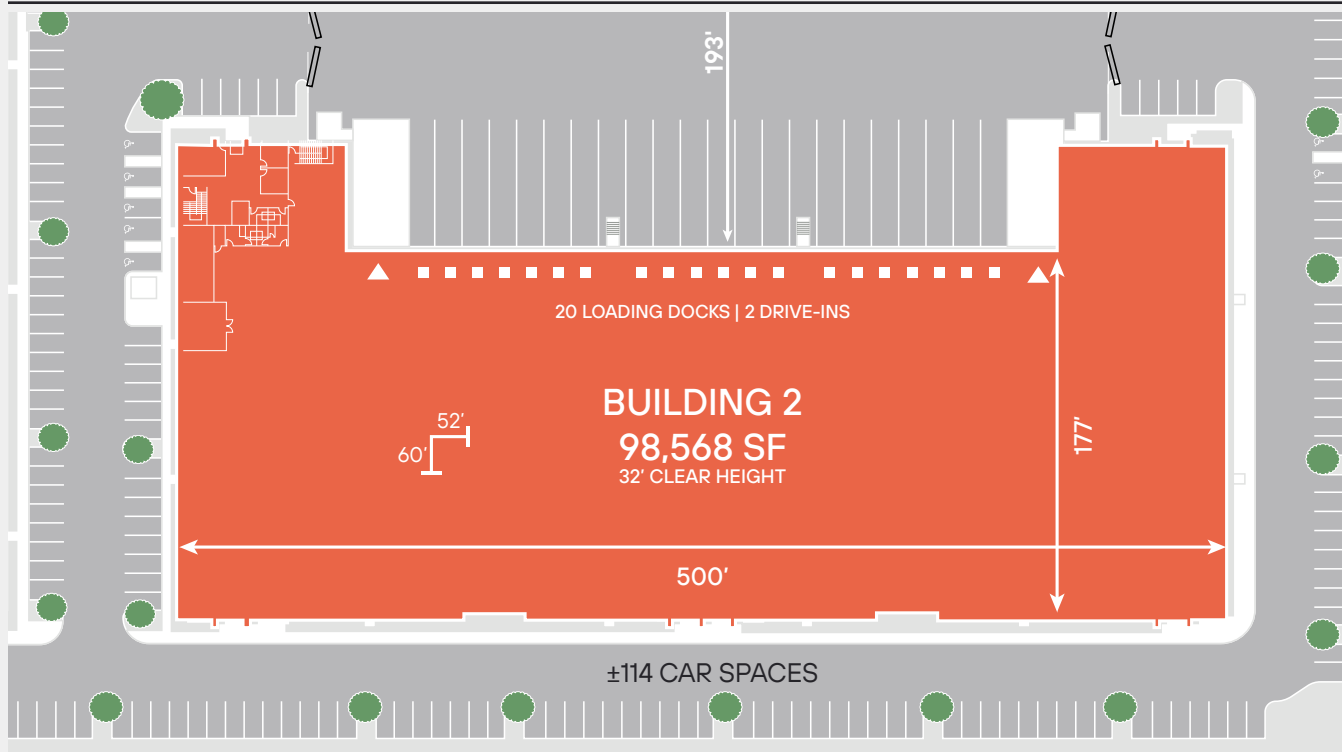 193'
20 LOADING DOCKS | 2 DRIVE-INS
BUILDING 2
98,568 SF
32' CLEAR HEIGHT
52'
60'
177'
500'
±114 CAR SPACES